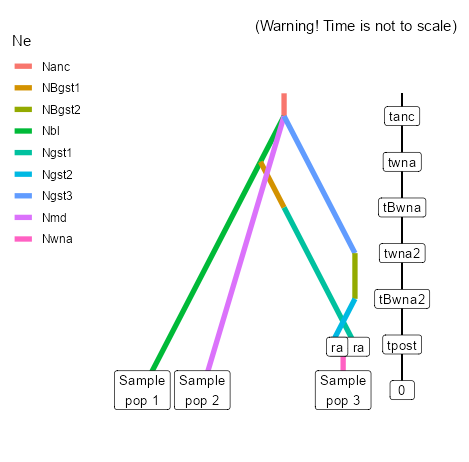 (Warning! Time is not to scale)
Ne
Nanc
NBgst1
NBgst2
Nbl
Ngst1
Ngst2
Ngst3
Nmd
Nwna
tanc
twna
tBwna
twna2
tBwna2
tpost
0
ra ra
Sample
pop 1
Sample
pop 2
Sample
pop 3